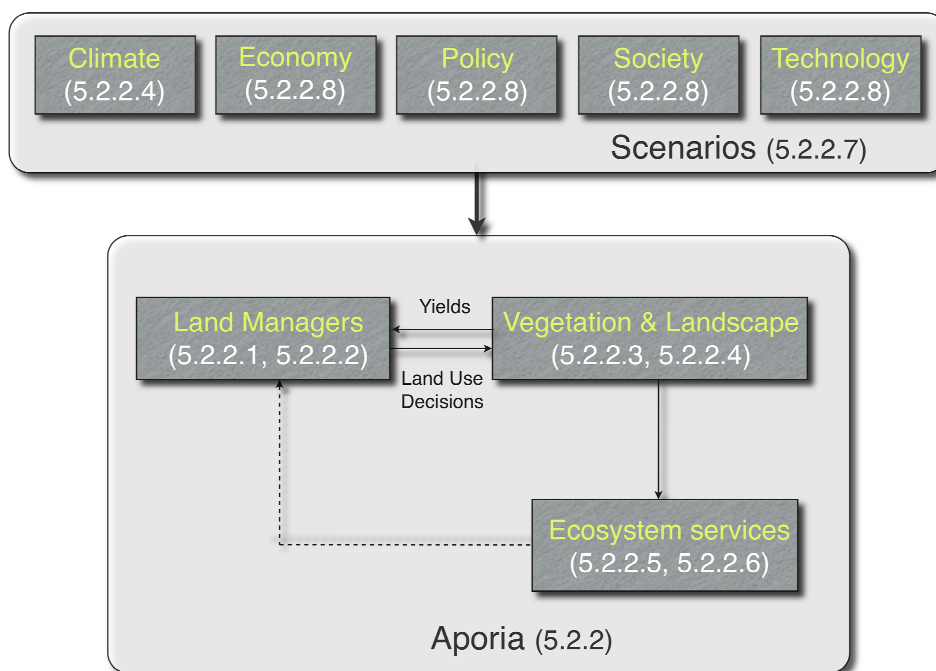 Climate
(5.2.2.4)
Economy
(5.2.2.8)
Policy
(5.2.2.8)
Society
(5.2.2.8)
Technology
(5.2.2.8)
Scenarios (5.2.2.7)
Land Managers
(5.2.2.1, 5.2.2.2)
Yields
Land Use
Decisions
Vegetation & Landscape
(5.2.2.3, 5.2.2.4)
Ecosystem services
(5.2.2.5, 5.2.2.6)
Aporia (5.2.2)